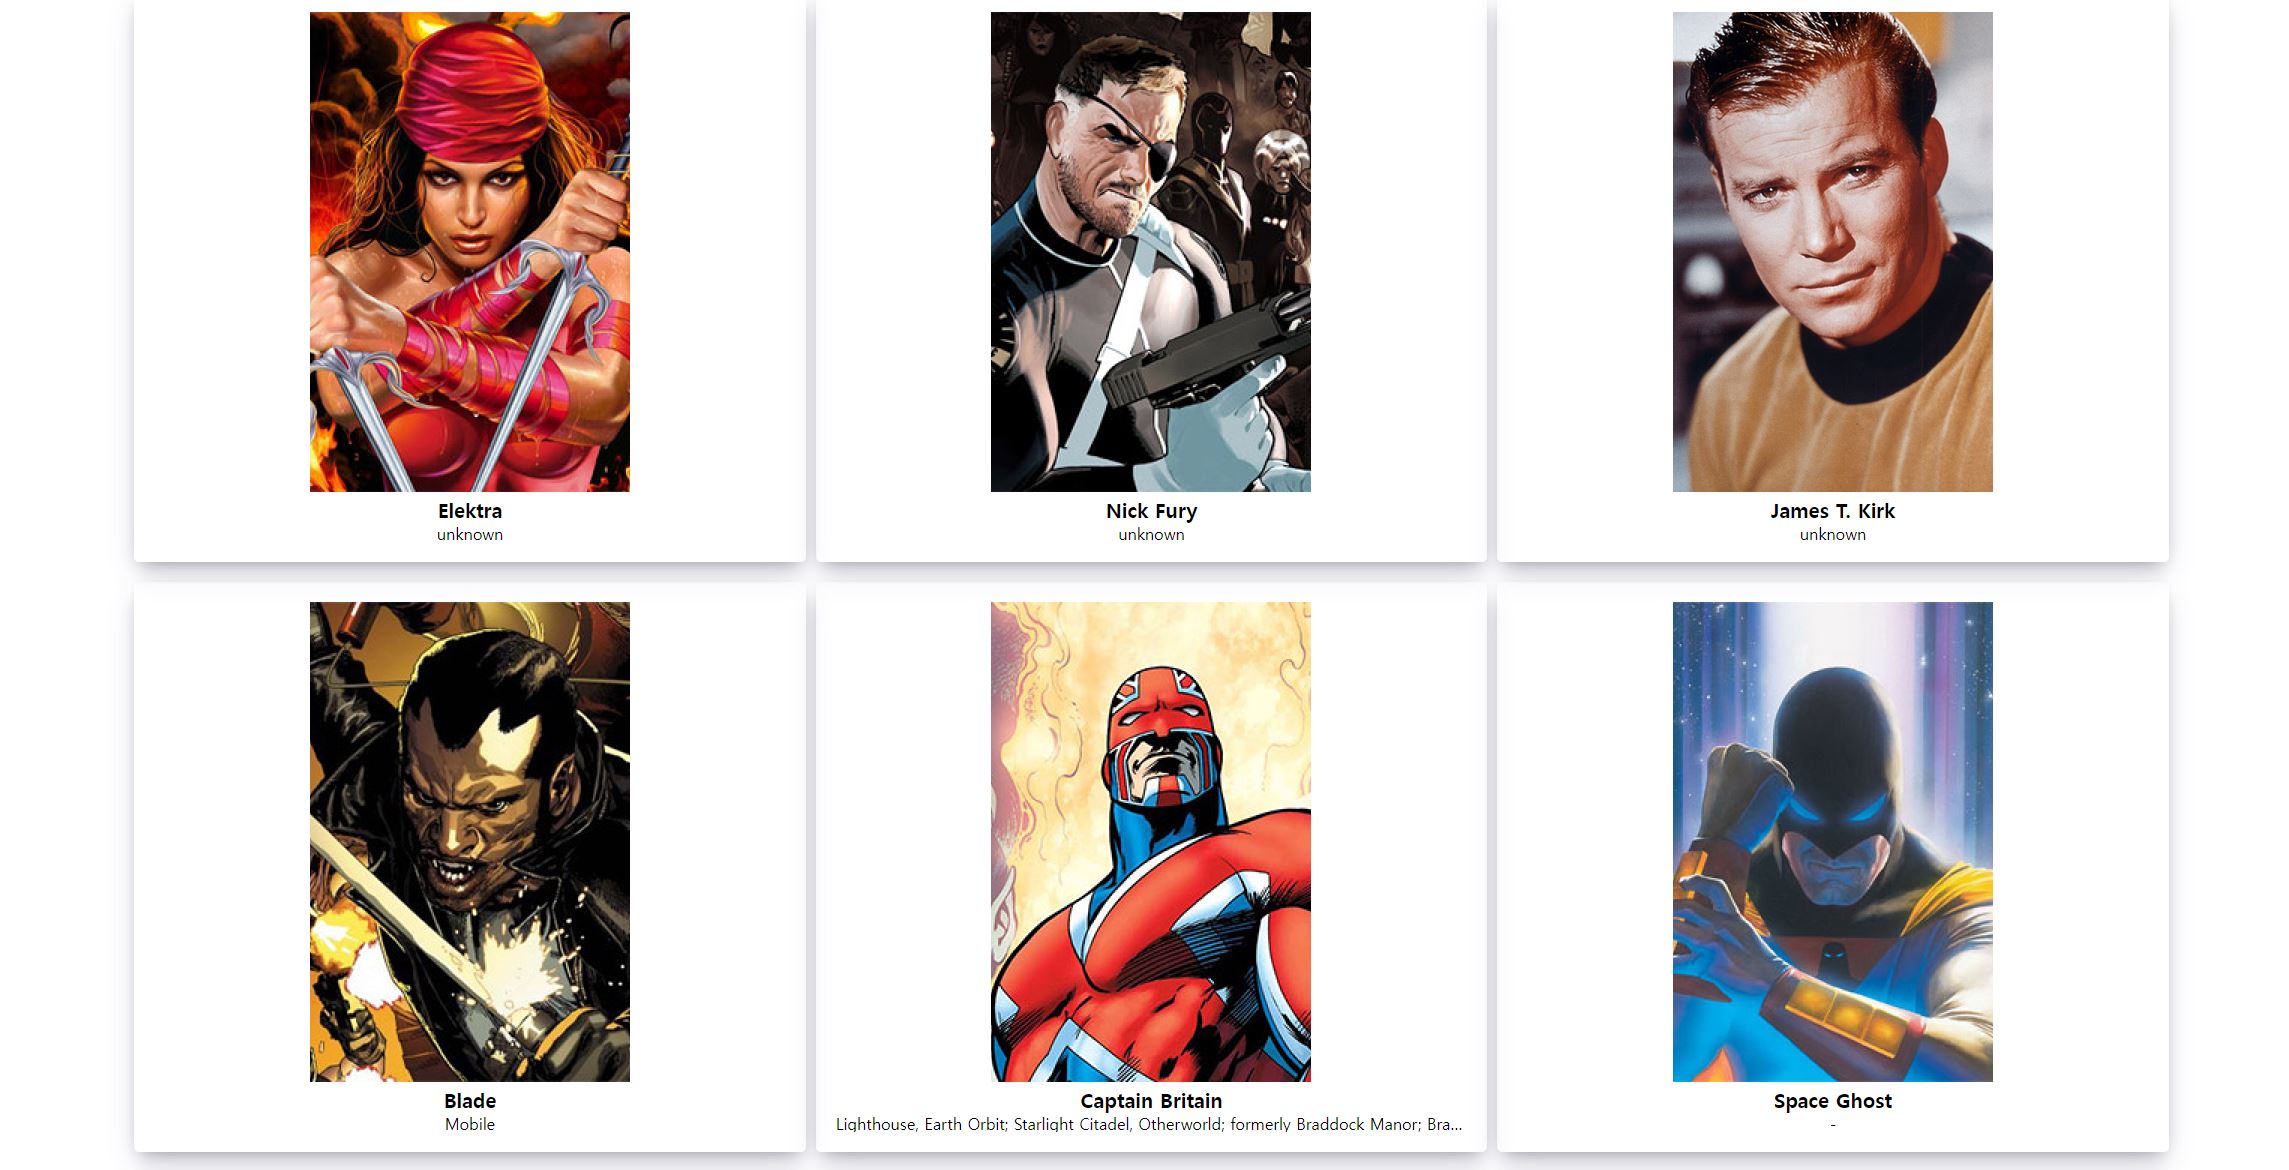 Elektra
unknown
Nick Fury
unknown
James T. Kirk
unknown
Blade
Mobile
Captain Britain
Lighthouse, Earth Orbit; Starlight Citadel, Otherworld; formerly Braddock Manor; Bra...
Space Ghost
-